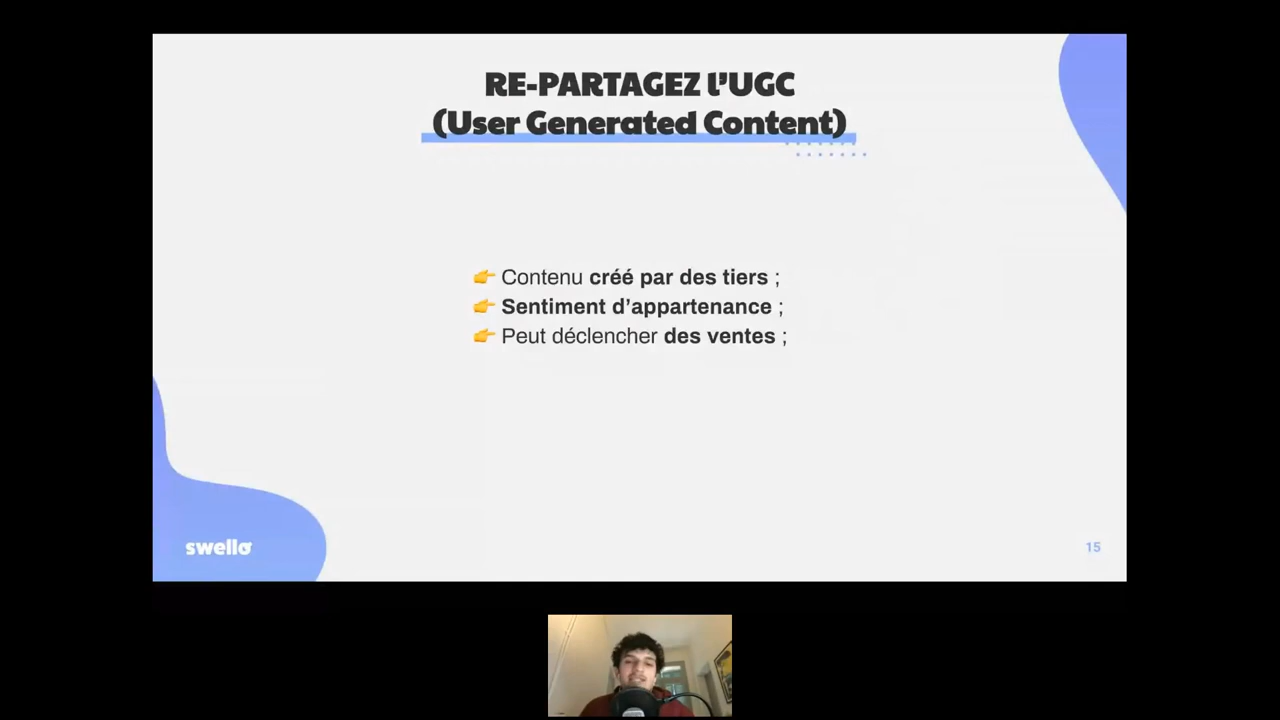 RE-PARTAGEZ l'UGC
(User Generated Content)
👉 Contenu créé par des tiers ;
👉 Sentiment d'appartenance ;
👉 Peut déclencher des ventes ;
swello
15